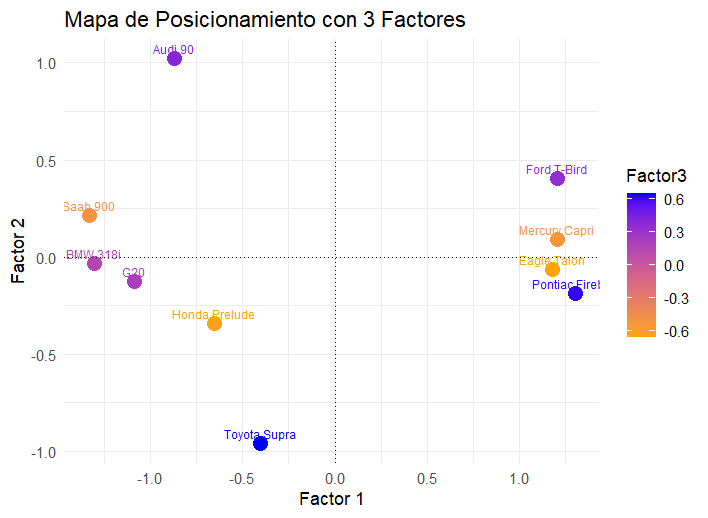 Mapa de Posicionamiento con 3 Factores
Audi 90
Ford T-Bird
Saab 900
Mercury Capri
BMW 318i
Eagle Talon
G20
Pontiac Fireb
Honda Prelude
Toyota Supra
1.0
0.5
0.0
-0.5
-1.0
Factor 2
-1.0 -0.5 0.0 0.5 1.0
Factor 1
Factor3
0.6
0.3
0.0
-0.3
-0.6